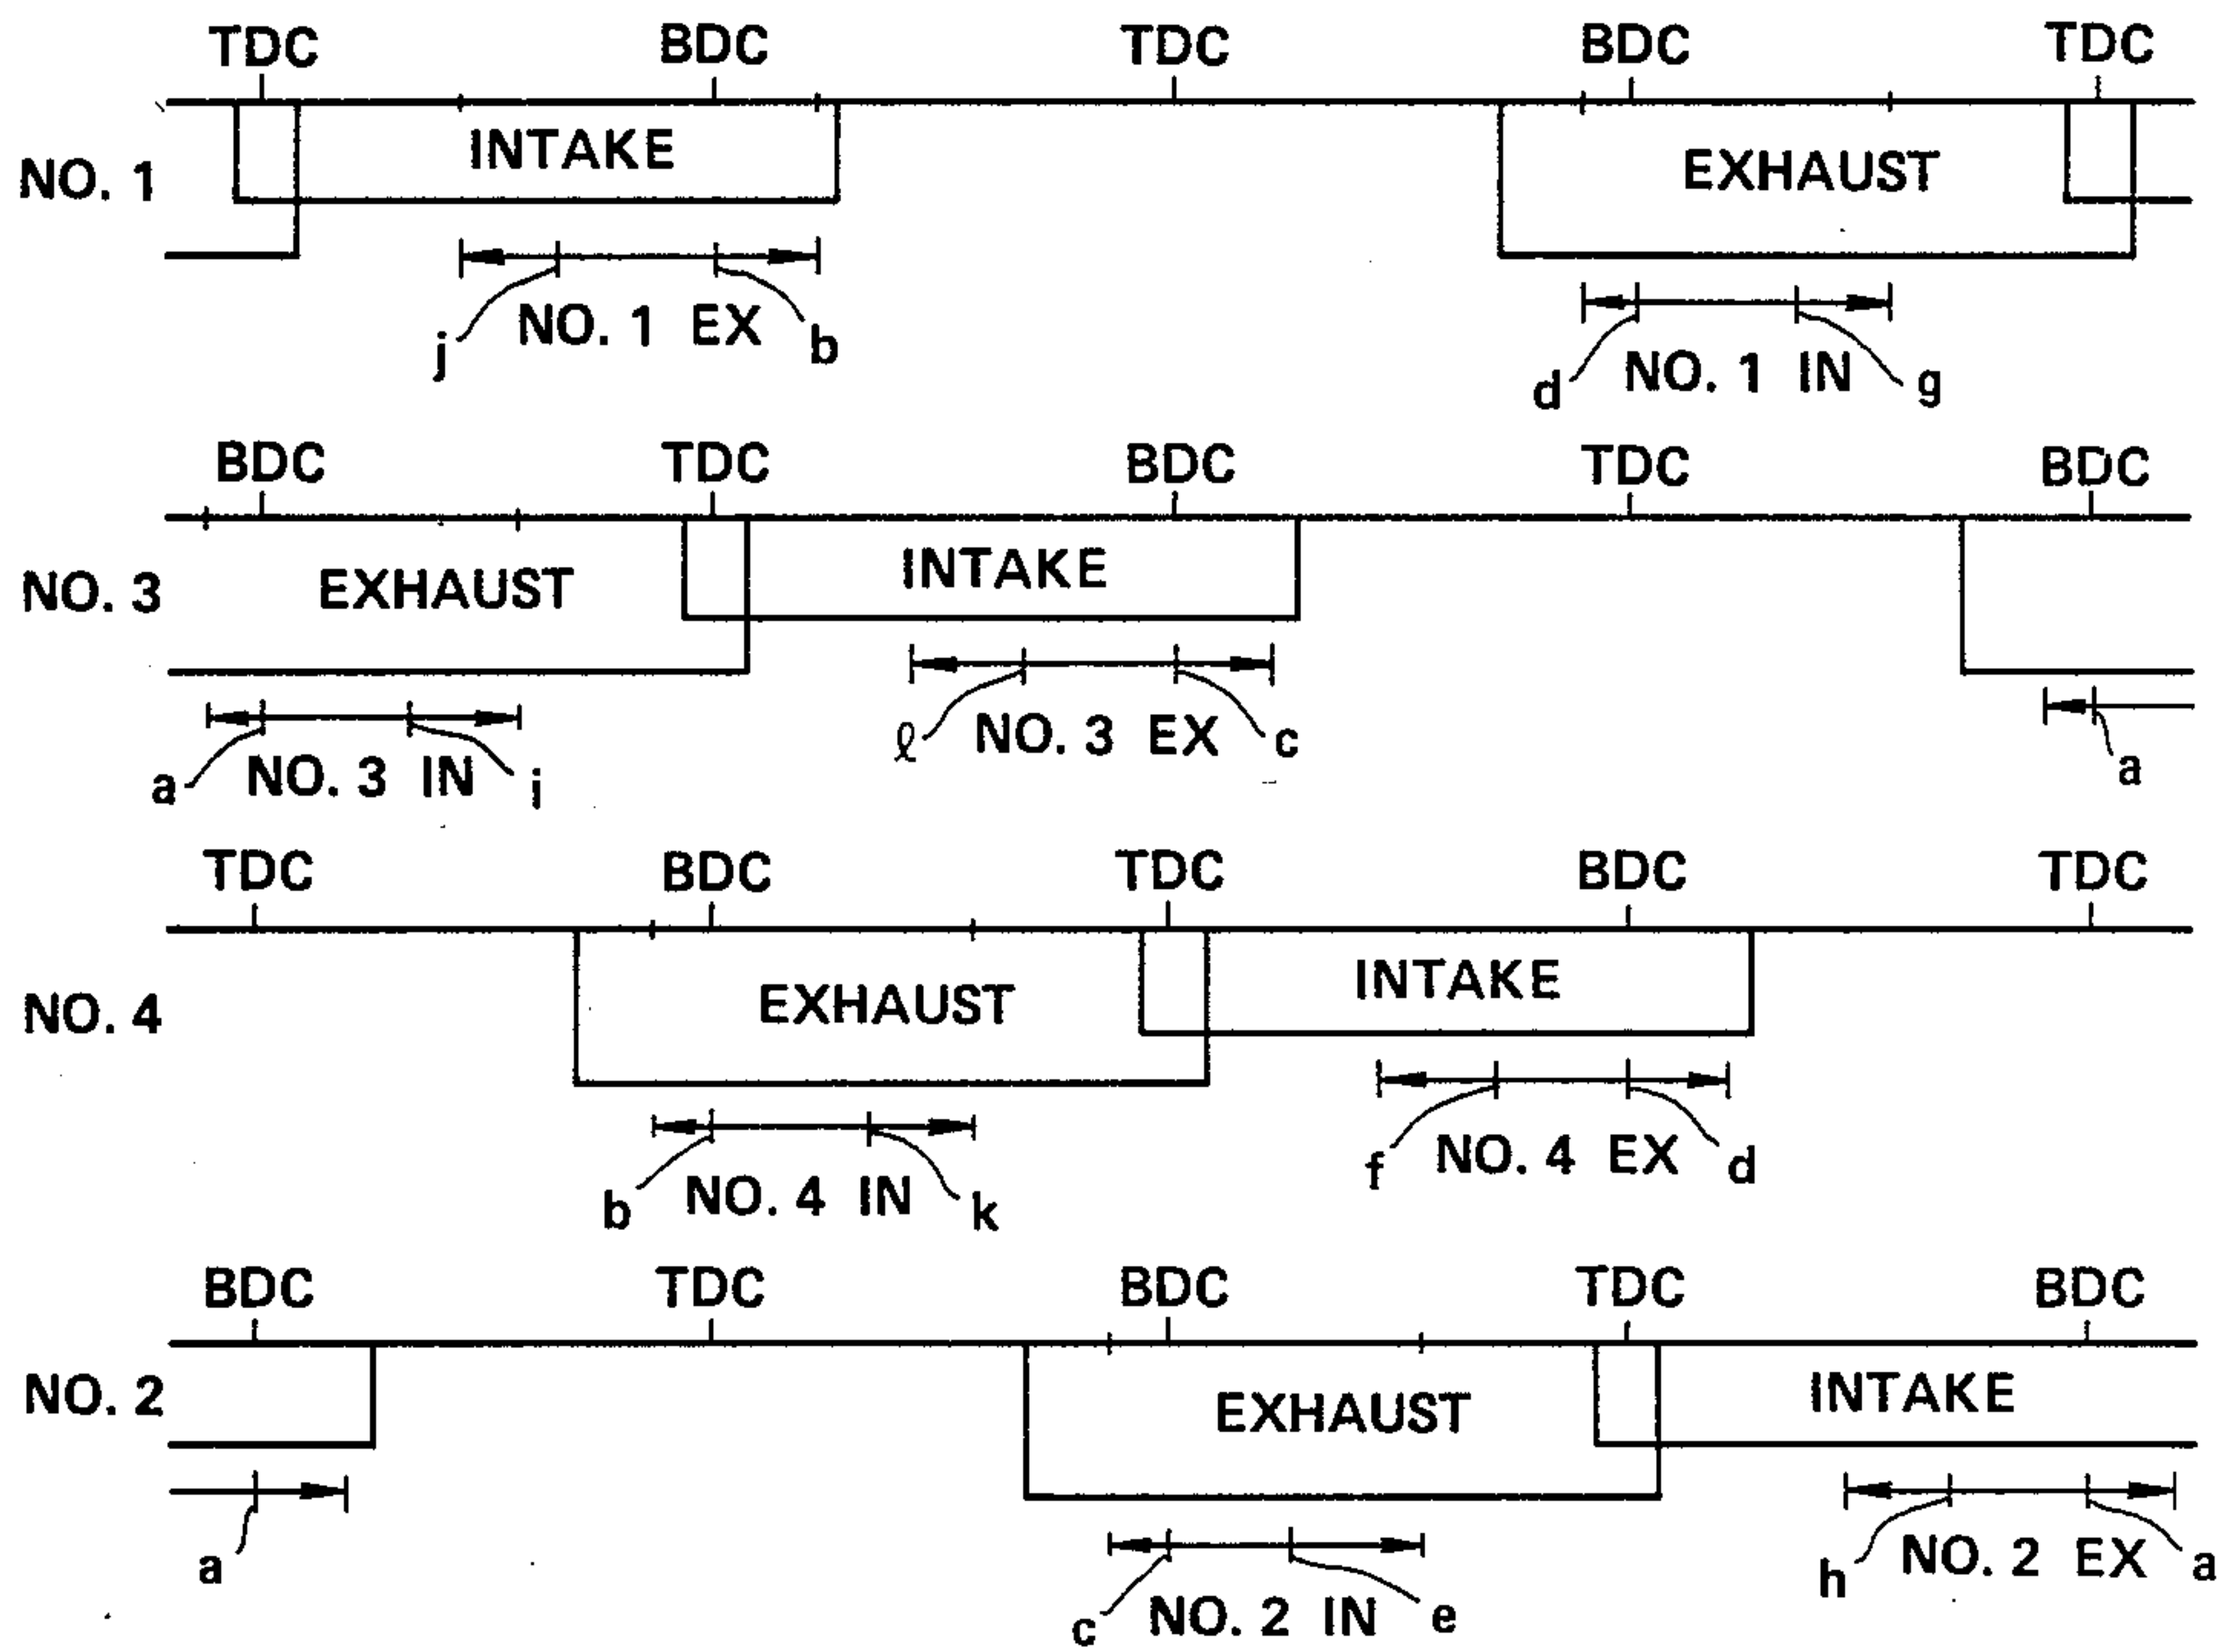 TDC BDC TDC BDC TDC
INTAKE
EXHAUST
NO. 1
j NO. 1 EX b
d NO. 1 IN g
BDC TDC BDC TDC BDC
INTAKE
EXHAUST
NO. 3
ℓ NO. 3 EX c
a NO. 3 IN i
a
TDC BDC TDC BDC TDC
INTAKE
EXHAUST
NO. 4
f NO. 4 EX d
b NO. 4 IN k
BDC TDC BDC TDC BDC
NO. 2
EXHAUST
INTAKE
a
h NO. 2 EX a
c NO. 2 IN e